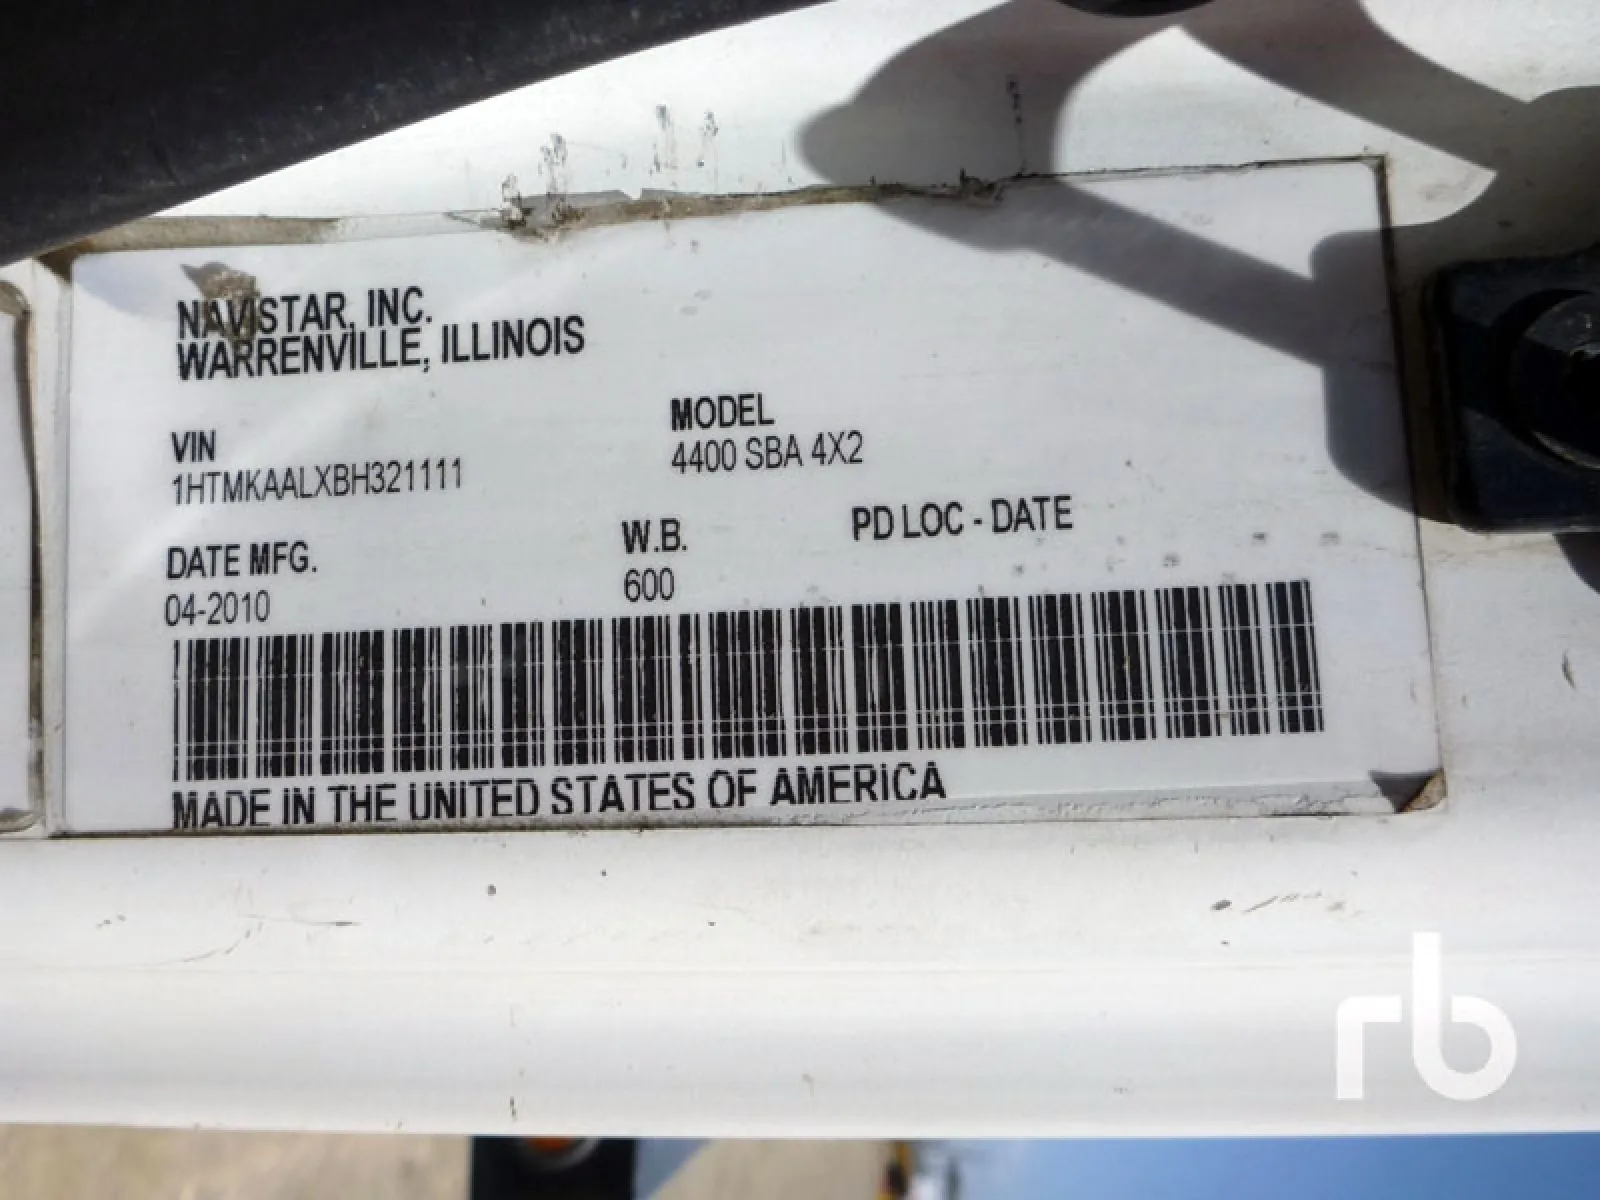 NAVISTAR, INC.
WARRENVILLE, ILLINOIS
VIN
1HTMKAALXBH321111
MODEL
4400 SBA 4X2
DATE MFG.
04-2010
W.B.
600
PD LOC - DATE
MADE IN THE UNITED STATES OF AMERICA
rb